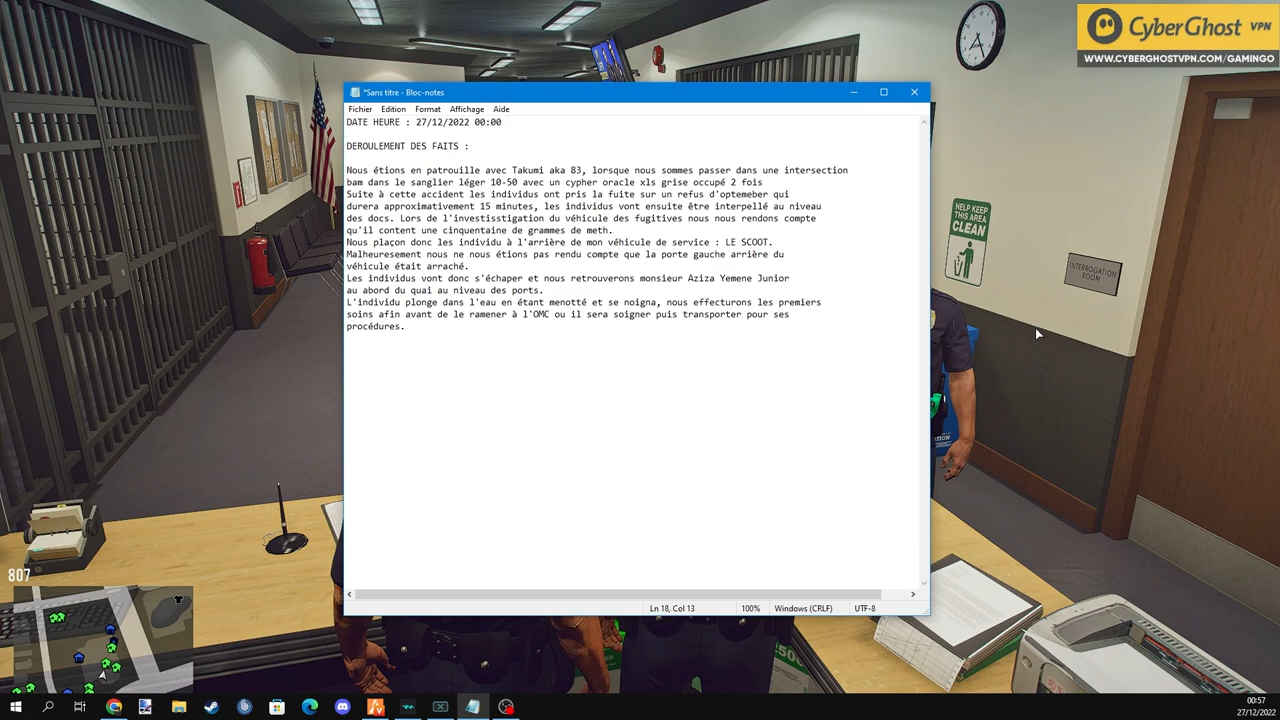 CyberGhost VPN
WWW.CYBERGHOSTVPN.COM/GAMINGO
*Sans titre - Bloc-notes
Fichier Edition Format Affichage Aide
DATE HEURE : 27/12/2022 00:00
DEROULEMENT DES FAITS :
Nous étions en patrouille avec Takumi aka 83, lorsque nous sommes passer dans une intersection
bam dans le sanglier léger 10-50 avec un cypher oracle xls grise occupé 2 fois
Suite à cette accident les individus ont pris la fuite sur un refus d'optemeber qui
durera approximativement 15 minutes, les individus vont ensuite être interpellé au niveau
des docs. Lors de l'investisstigation du véhicule des fugitives nous nous rendons compte
qu'il content une cinquentaine de grammes de meth.
Nous plaçon donc les individu à l'arrière de mon véhicule de service : LE SCOOT.
Malheuresement nous ne nous étions pas rendu compte que la porte gauche arrière du
véhicule était arraché.
Les individus vont donc s'échaper et nous retrouverons monsieur Aziza Yemene Junior
au abord du quai au niveau des ports.
L'individu plonge dans l'eau en étant menotté et se noigna, nous effecturons les premiers
soins afin avant de le ramener à l'OMC ou il sera soigner puis transporter pour ses
procédures.
HELP KEEP
THIS AREA
CLEAN
INTERROGATION
ROOM
807
Ln 18, Col 13 100% Windows (CRLF) UTF-8
00:57
27/12/2022